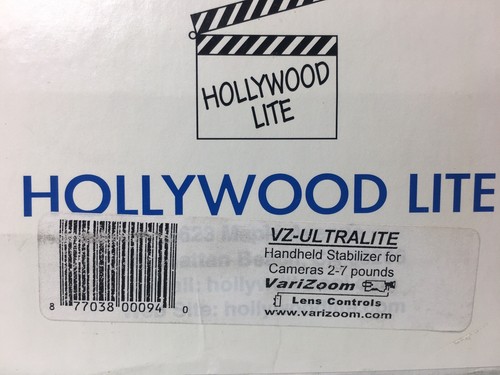 HOLLYWOOD
LITE
HOLLYWOOD LITE
VZ-ULTRALITE
Handheld Stabilizer for
Cameras 2-7 pounds
VariZoom
Lens Controls
www.varizoom.com
8 77038 00094 0